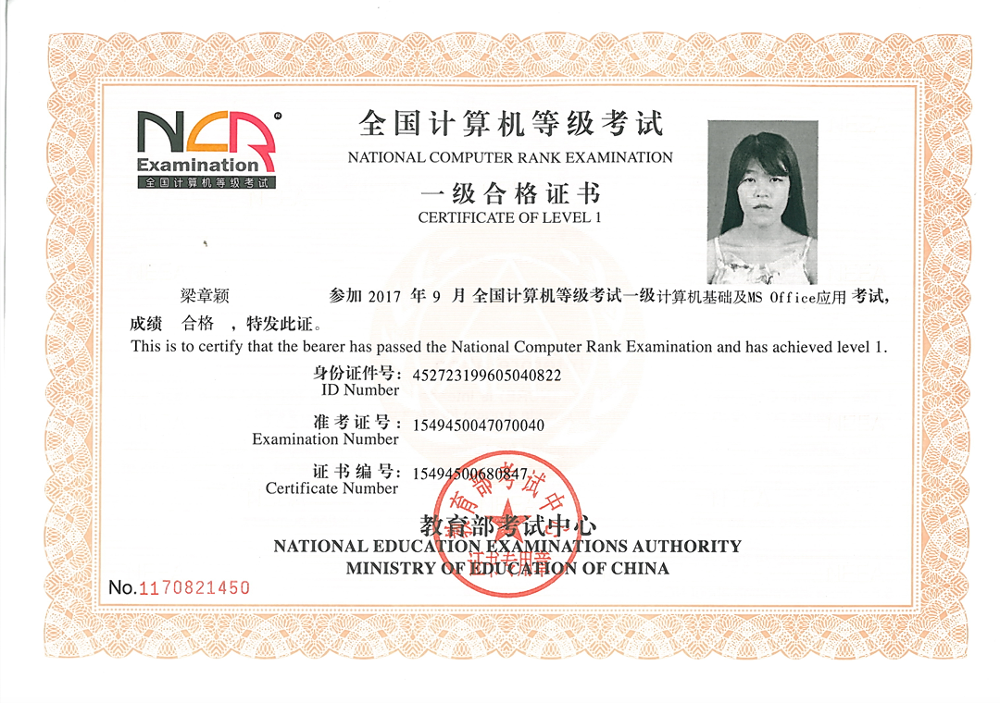 NCR®
Examination
全国计算机等级考试
全国计算机等级考试
NATIONAL COMPUTER RANK EXAMINATION
一级合格证书
CERTIFICATE OF LEVEL 1
梁章颖 参加 2017 年 9 月 全国计算机等级考试一级计算机基础及MS Office应用 考试,
成绩 合格 ,特发此证。
This is to certify that the bearer has passed the National Computer Rank Examination and has achieved level 1.
身份证件号: 452723199605040822
ID Number
准考证号: 1549450047070040
Examination Number
证书编号: 15494500680847
Certificate Number
教育部考试中心
教育部考试中心
NATIONAL EDUCATION EXAMINATIONS AUTHORITY
证书专用章
MINISTRY OF EDUCATION OF CHINA
No.1170821450